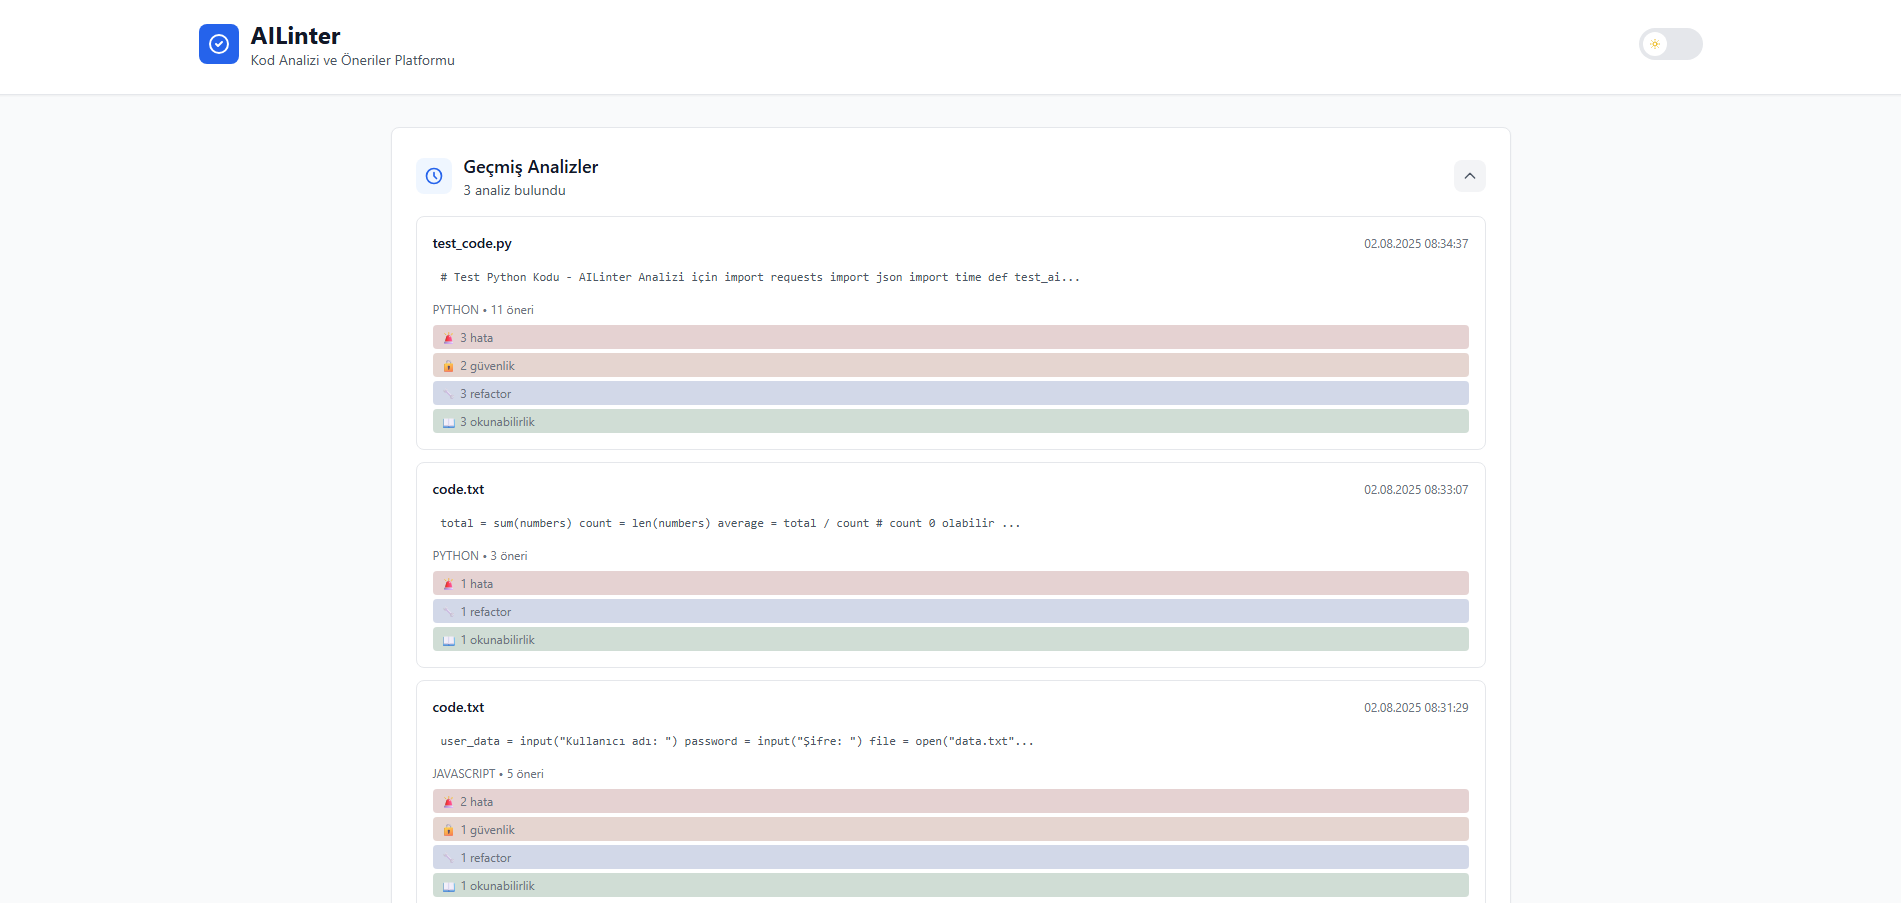 AILinter
Kod Analizi ve Öneriler Platformu
Geçmiş Analizler
3 analiz bulundu
test_code.py
02.08.2025 08:34:37
# Test Python Kodu - AILinter Analizi için import requests import json import time def test_ai...
PYTHON • 11 öneri
3 hata
2 güvenlik
3 refactor
3 okunabilirlik
code.txt
02.08.2025 08:33:07
total = sum(numbers) count = len(numbers) average = total / count # count 0 olabilir ...
PYTHON • 3 öneri
1 hata
1 refactor
1 okunabilirlik
code.txt
02.08.2025 08:31:29
user_data = input("Kullanıcı adı: ") password = input("Şifre: ") file = open("data.txt"...
JAVASCRIPT • 5 öneri
2 hata
1 güvenlik
1 refactor
1 okunabilirlik